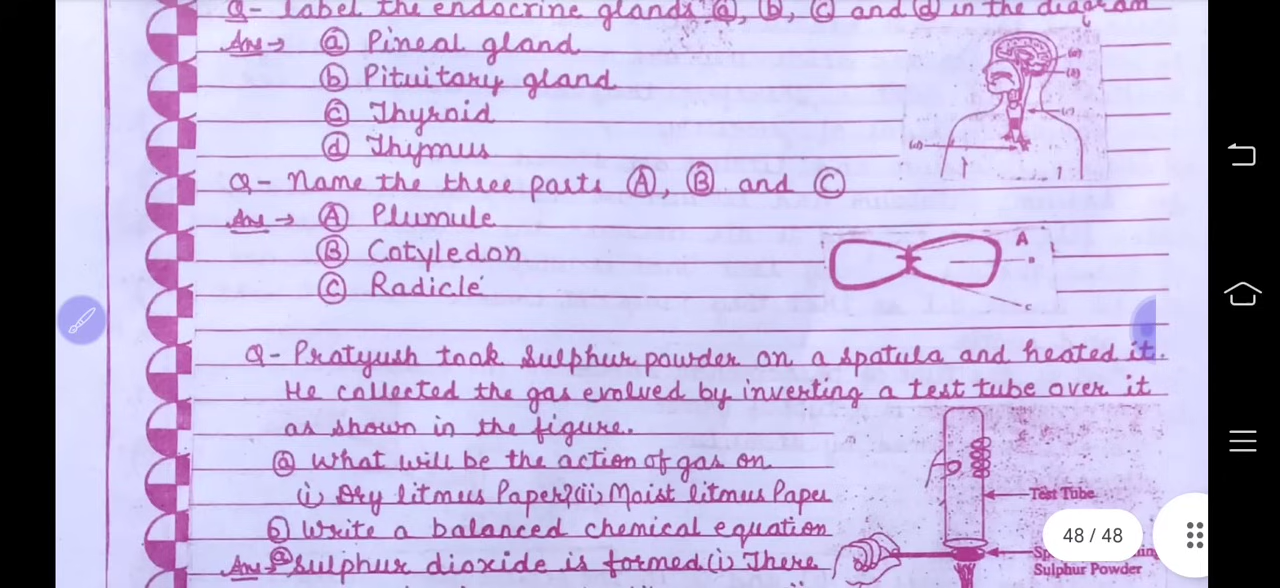 Q- Label the endocrine glands ⓐ, ⓑ, ⓒ and ⓓ in the diagram
Ans → ⓐ Pineal gland
ⓑ Pituitary gland
ⓒ Thyroid
ⓓ Thymus
Q- Name the three parts Ⓐ, Ⓑ and Ⓒ
Ans → Ⓐ Plumule
Ⓑ Cotyledon
Ⓒ Radicle
A
B
C
Q- Pratyush took Sulphur powder on a spatula and heated it.
He collected the gas evolved by inverting a test tube over it
as shown in the figure.
ⓐ What will be the action of gas on
(i) Dry litmus Paper?(ii) Moist litmus Paper
ⓑ Write a balanced chemical equation
Ans ⓐ Sulphur dioxide is formed (i) There
Test Tube
Sulphur Powder
48 / 48